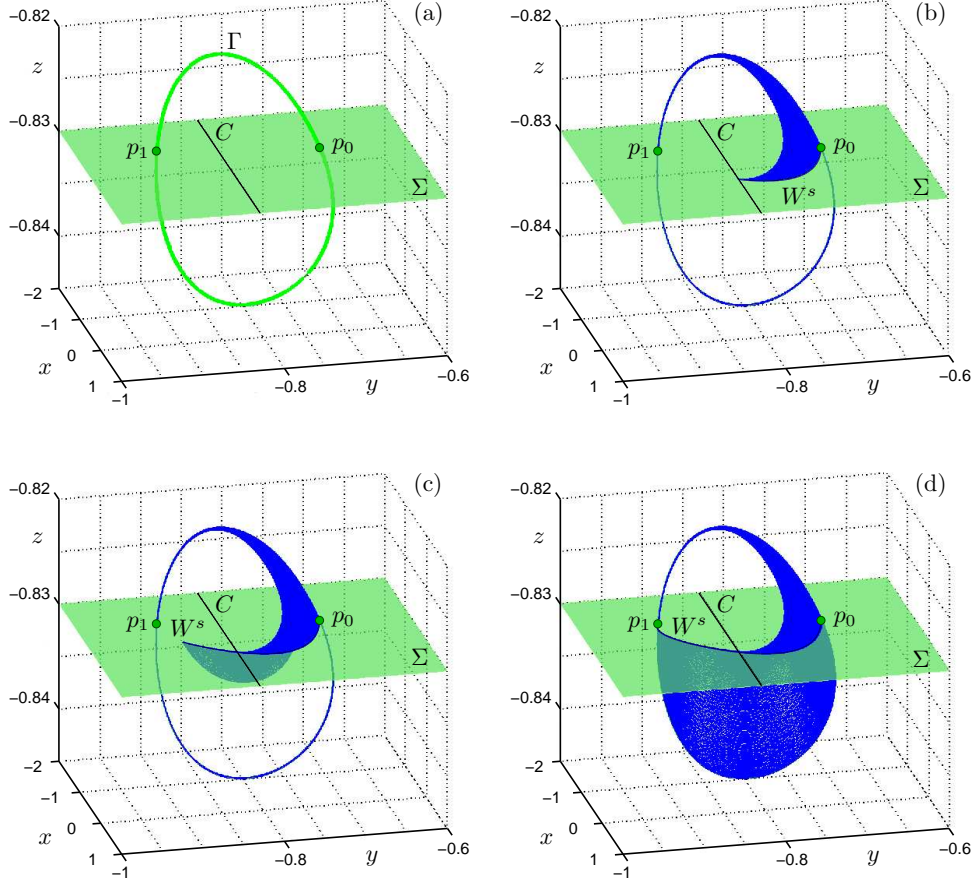 (a)
−0.82
Γ
z
−0.83
C
p₁
p₀
Σ
−0.84
−2
−1
x
0
1
−1
−0.8
y
−0.6
(b)
−0.82
z
−0.83
C
p₁
p₀
Σ
Wˢ
−0.84
−2
−1
x
0
1
−1
−0.8
y
−0.6
(c)
−0.82
z
−0.83
C
p₁
Wˢ
p₀
Σ
−0.84
−2
−1
x
0
1
−1
−0.8
y
−0.6
(d)
−0.82
z
−0.83
C
p₁
Wˢ
p₀
Σ
−0.84
−2
−1
x
0
1
−1
−0.8
y
−0.6